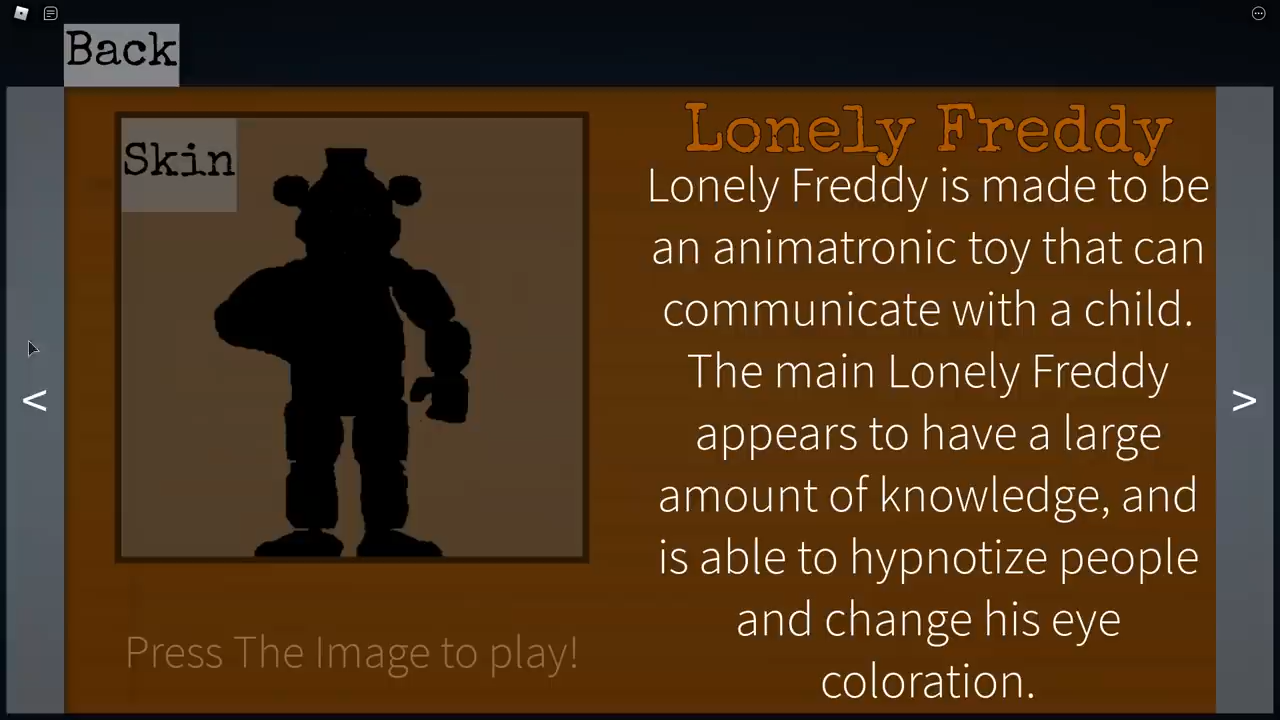 Back
Skin
Lonely Freddy
Lonely Freddy is made to be
an animatronic toy that can
communicate with a child.
The main Lonely Freddy
appears to have a large
amount of knowledge, and
is able to hypnotize people
and change his eye
coloration.
<
>
Press The Image to play!